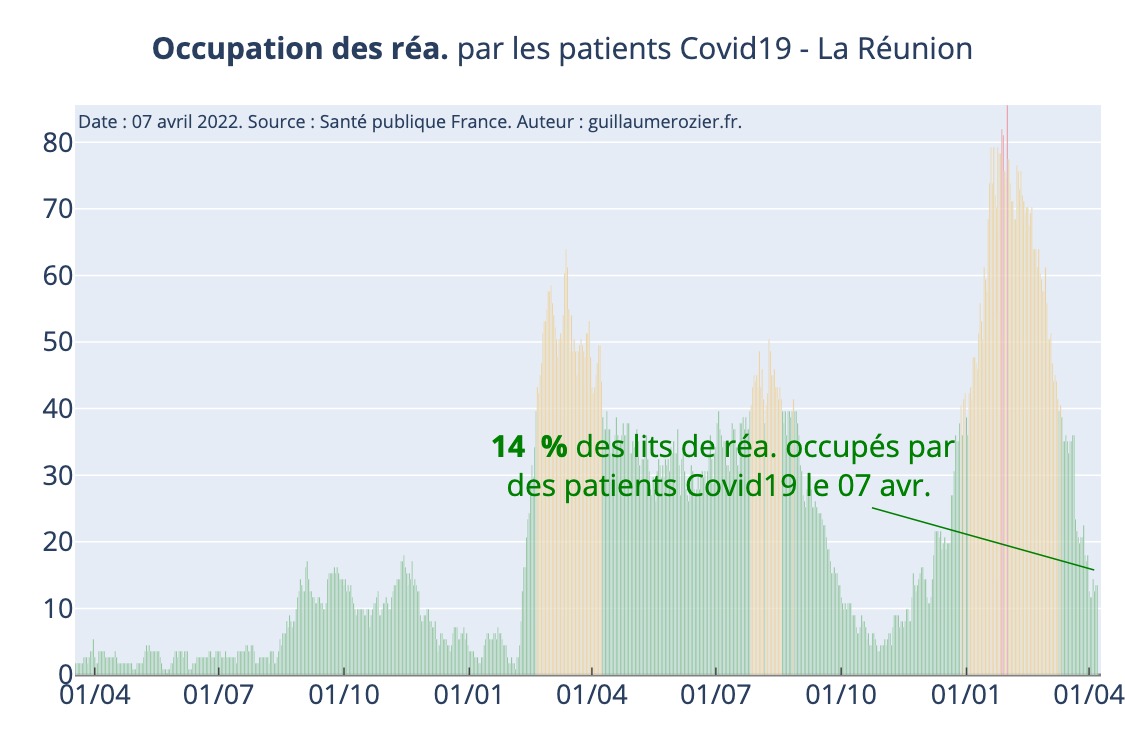 Occupation des réa. par les patients Covid19 - La Réunion
Date : 07 avril 2022. Source : Santé publique France. Auteur : guillaumerozier.fr.
80
70
60
50
40
14 % des lits de réa. occupés par
des patients Covid19 le 07 avr.
30
20
10
0
01/04 01/07 01/10 01/01 01/04 01/07 01/10 01/01 01/04